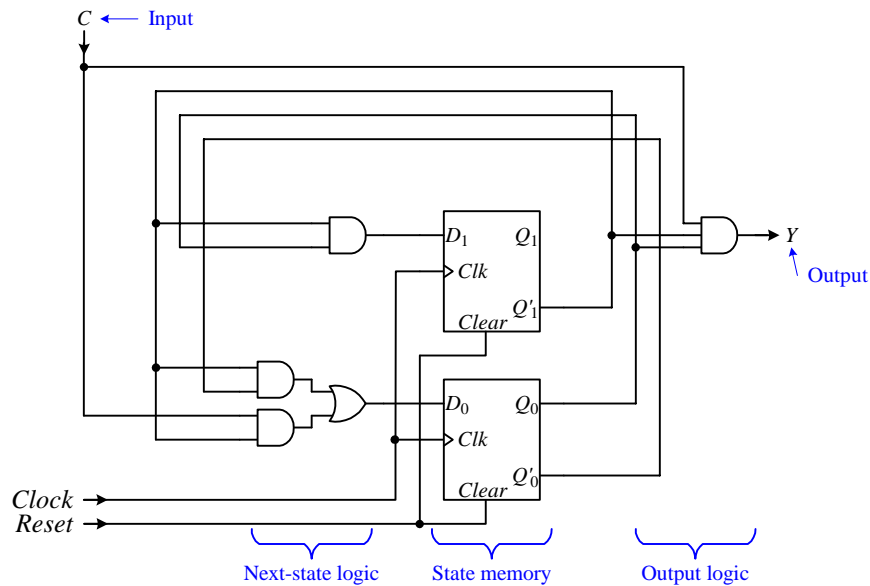 C Input
D₁ Q₁ Y
Clk
Output
Q'₁
Clear
D₀ Q₀
Clk
Q'₀
Clock Clear
Reset
Next-state logic State memory Output logic